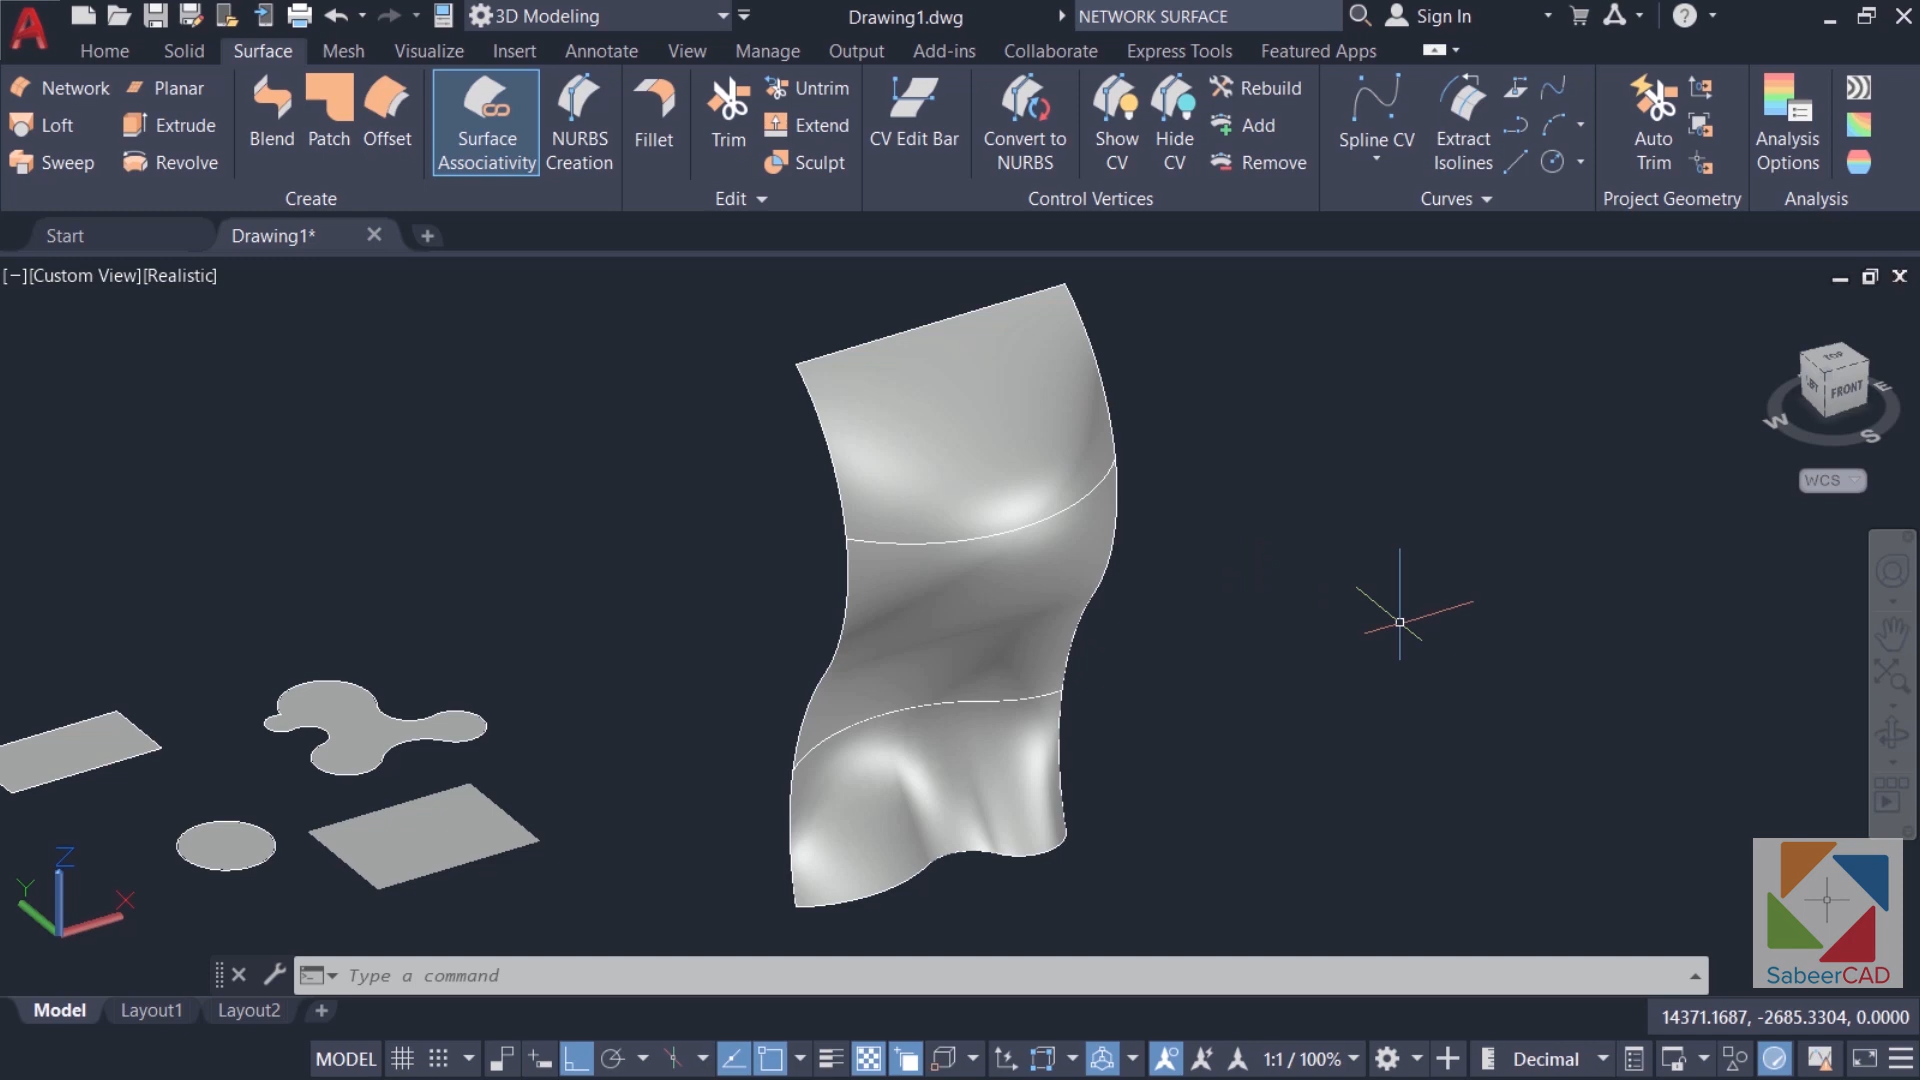 3D Modeling
Drawing1.dwg
NETWORK SURFACE
Sign In
Home Solid Surface Mesh Visualize Insert Annotate View Manage Output Add-ins Collaborate Express Tools Featured Apps
Network Planar
Loft Extrude
Sweep Revolve
Blend Patch Offset
Surface
Associativity
NURBS
Creation
Fillet
Trim
Untrim
Extend
Sculpt
CV Edit Bar
Convert to
NURBS
Show
CV
Hide
CV
Rebuild
Add
Remove
Spline CV
Extract
Isolines
Auto
Trim
Analysis
Options
Create Edit Control Vertices Curves Project Geometry Analysis
Start Drawing1*
[−][Custom View][Realistic]
TOP
FRONT
W
S
E
WCS
Z
Y
X
SabeerCAD
Type a command
Model Layout1 Layout2
14371.1687, -2685.3304, 0.0000
MODEL 1:1 / 100% Decimal